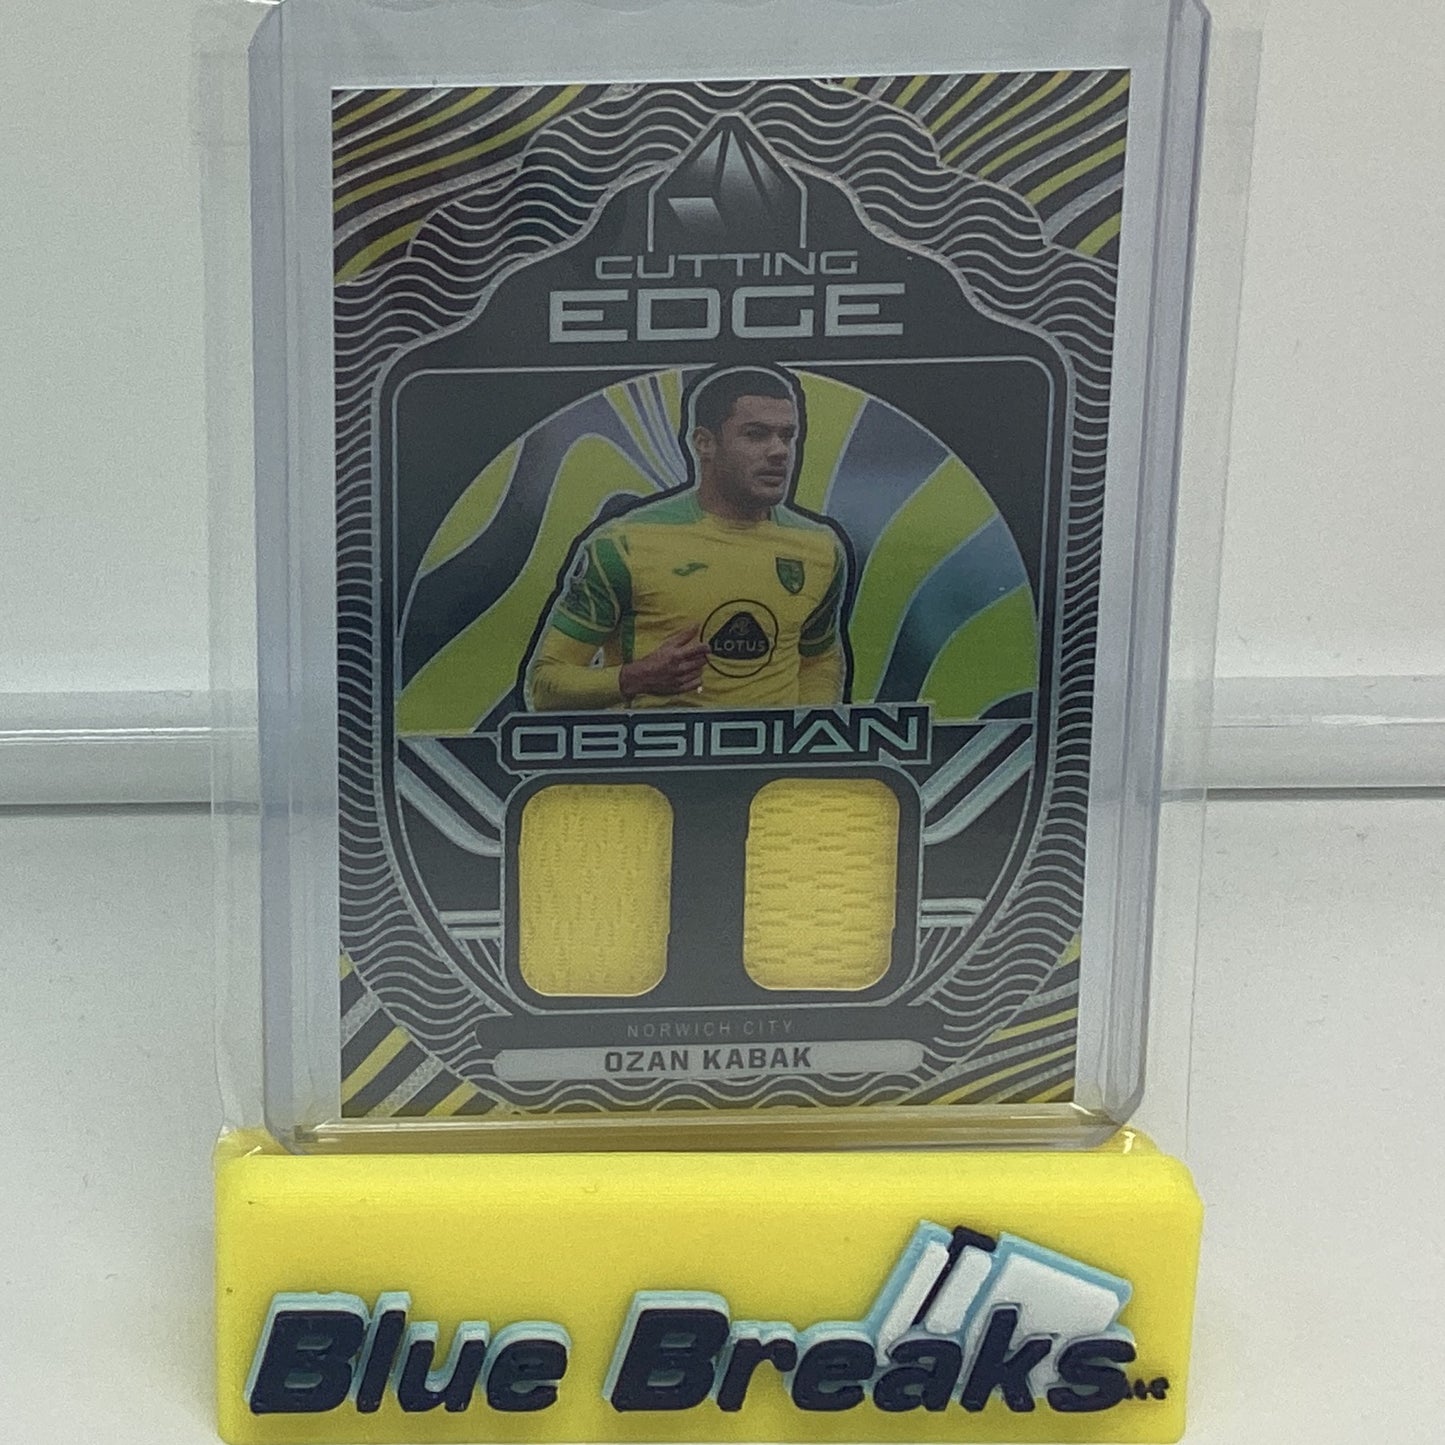 CUTTING
EDGE
LOTUS
OBSIDIAN
NORWICH CITY
OZAN KABAK
Blue Breaks